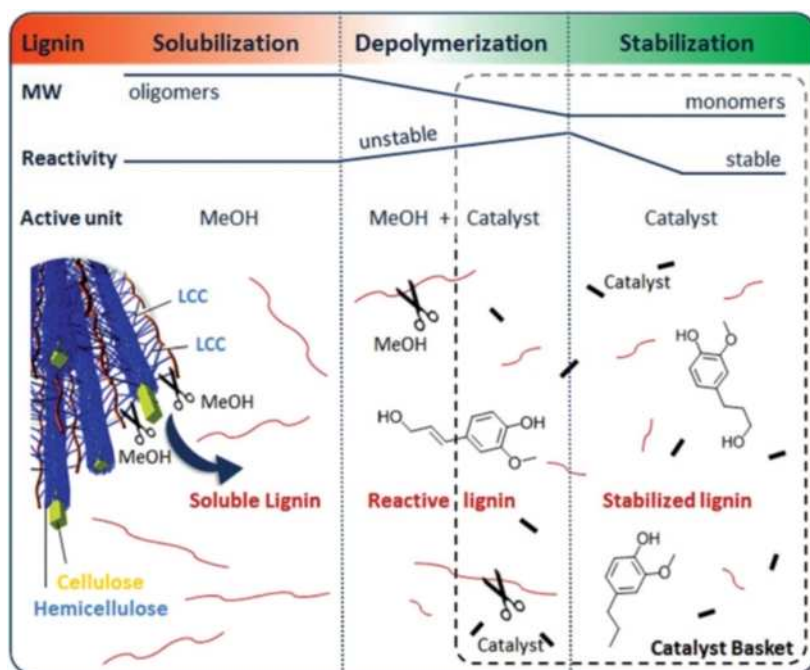 Lignin Solubilization Depolymerization Stabilization
MW oligomers monomers
unstable
Reactivity stable
Active unit MeOH MeOH + Catalyst Catalyst
LCC
Catalyst
LCC
MeOH
HO
O
MeOH
MeOH
HO
OH
O
HO
Soluble Lignin Reactive lignin Stabilized lignin
OH
O
Cellulose
Hemicellulose
Catalyst
Catalyst Basket